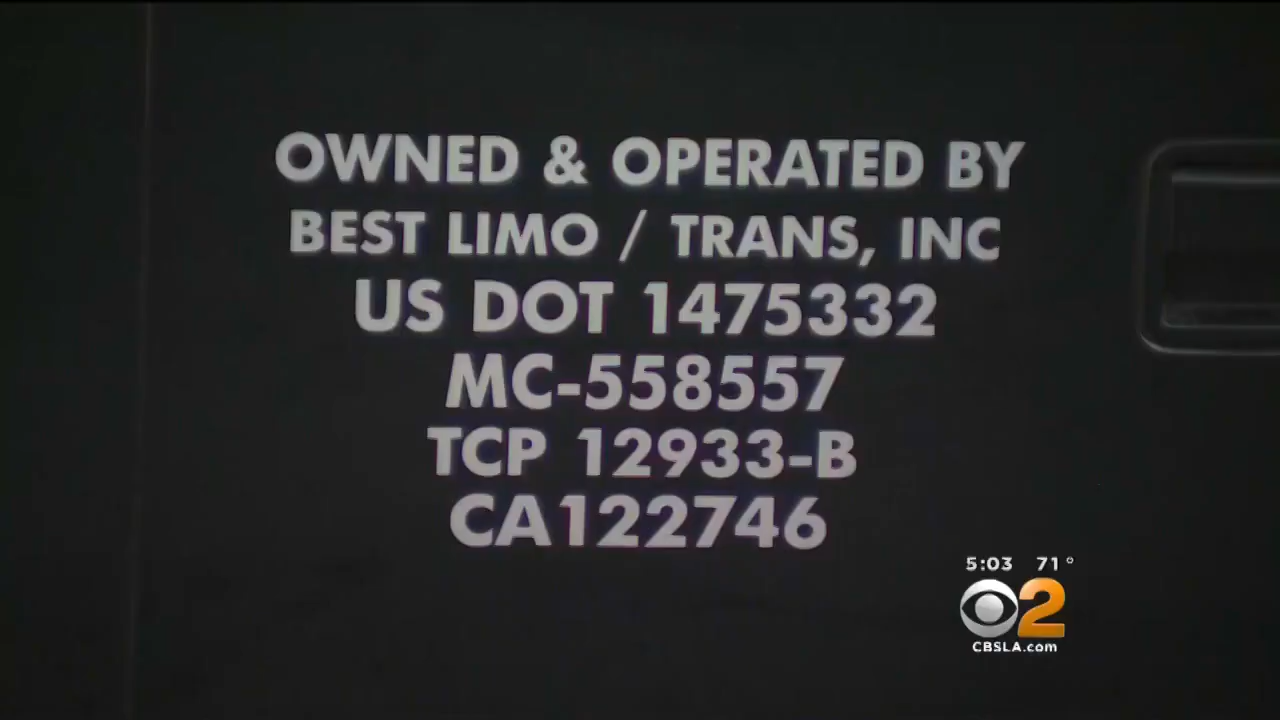 OWNED & OPERATED BY
BEST LIMO / TRANS, INC
US DOT 1475332
MC-558557
TCP 12933-B
CA122746
5:03 71°
2
CBSLA.com